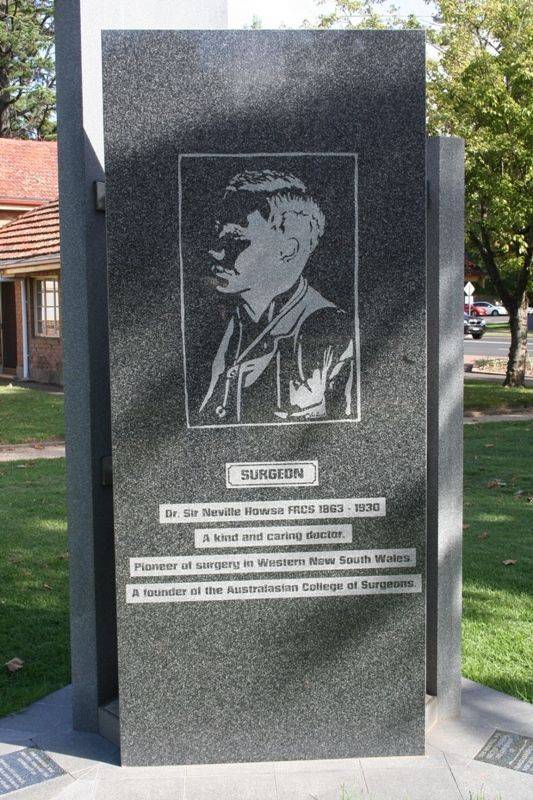 SURGEON
Dr. Sir Neville Howse FRCS 1863 - 1930
A kind and caring doctor.
Pioneer of surgery in Western New South Wales.
A founder of the Australasian College of Surgeons.